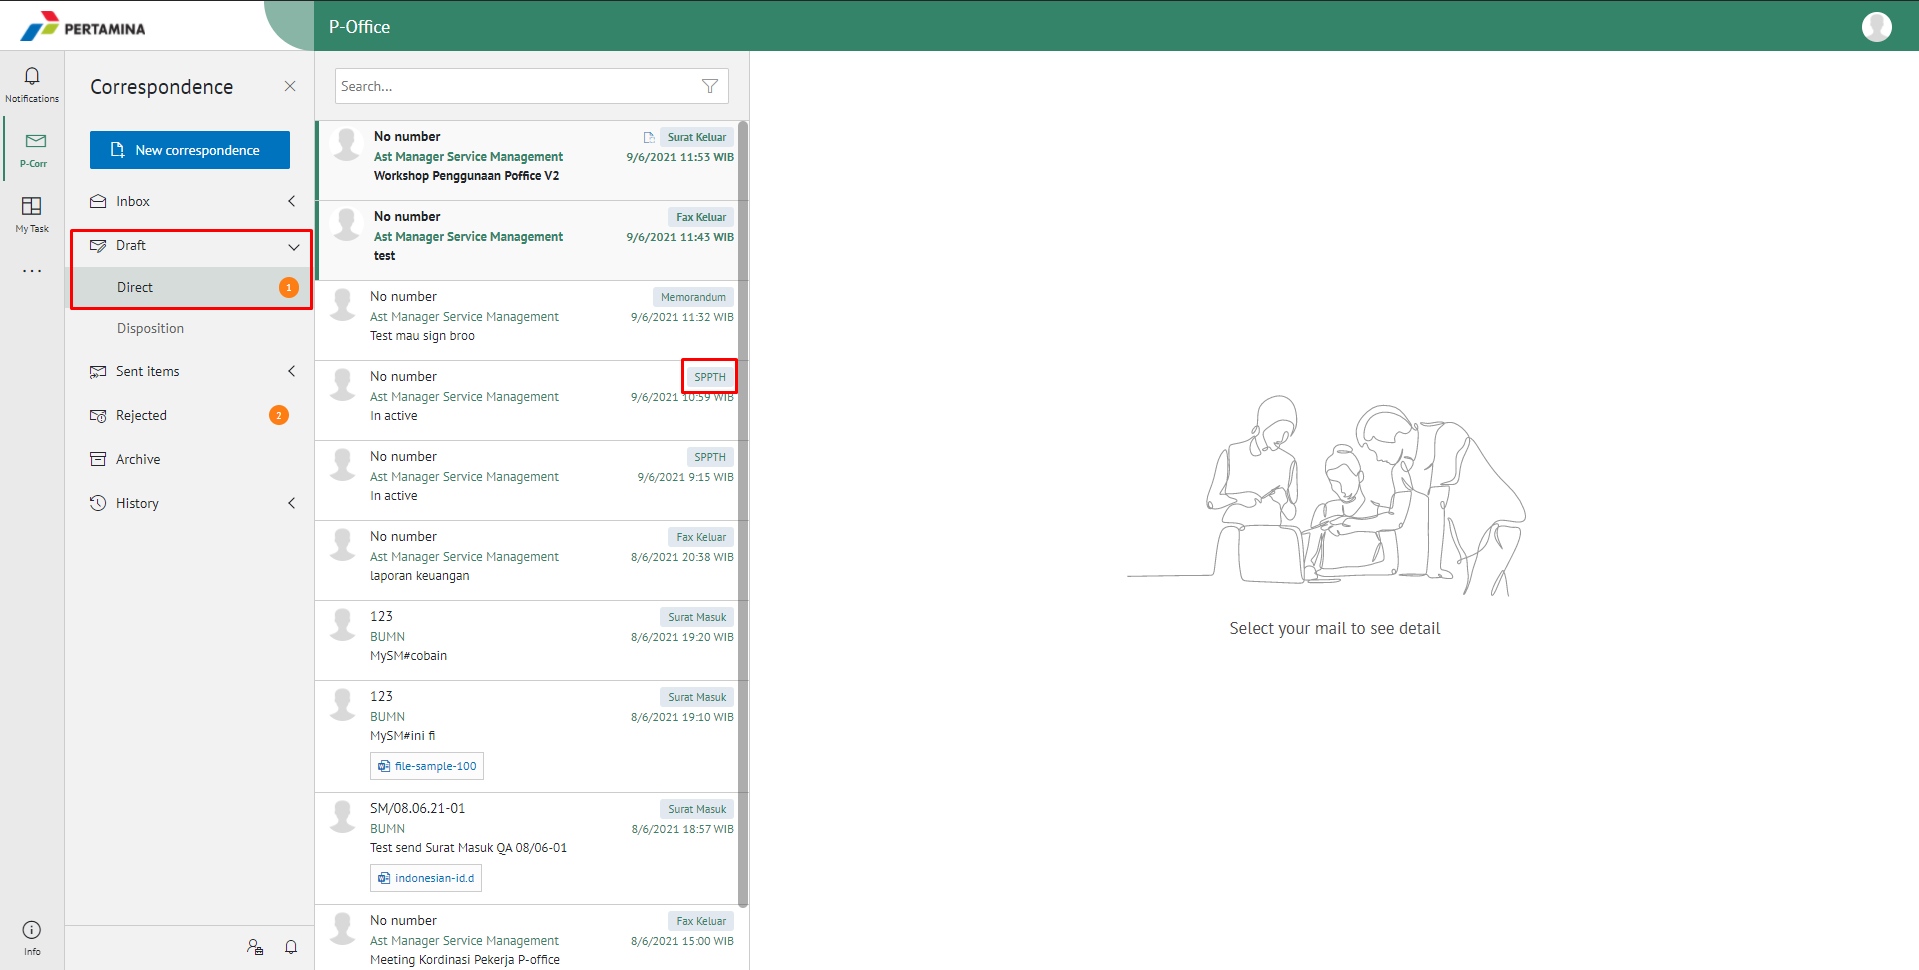 PERTAMINA
P-Office
Notifications
P-Corr
My Task
...
Info
Correspondence
New correspondence
Inbox
Draft
Direct 1
Disposition
Sent items
Rejected 2
Archive
History
Search...
No number Surat Keluar
Ast Manager Service Management 9/6/2021 11:53 WIB
Workshop Penggunaan Poffice V2
No number Fax Keluar
Ast Manager Service Management 9/6/2021 11:43 WIB
test
No number Memorandum
Ast Manager Service Management 9/6/2021 11:32 WIB
Test mau sign broo
No number SPPTH
Ast Manager Service Management 9/6/2021 10:59 WIB
In active
No number SPPTH
Ast Manager Service Management 9/6/2021 9:15 WIB
In active
No number Fax Keluar
Ast Manager Service Management 8/6/2021 20:38 WIB
laporan keuangan
123 Surat Masuk
BUMN 8/6/2021 19:20 WIB
MySM#cobain
123 Surat Masuk
BUMN 8/6/2021 19:10 WIB
MySM#ini fi
file-sample-100
SM/08.06.21-01 Surat Masuk
BUMN 8/6/2021 18:57 WIB
Test send Surat Masuk QA 08/06-01
indonesian-id.d
No number Fax Keluar
Ast Manager Service Management 8/6/2021 15:00 WIB
Meeting Kordinasi Pekerja P-office
Select your mail to see detail